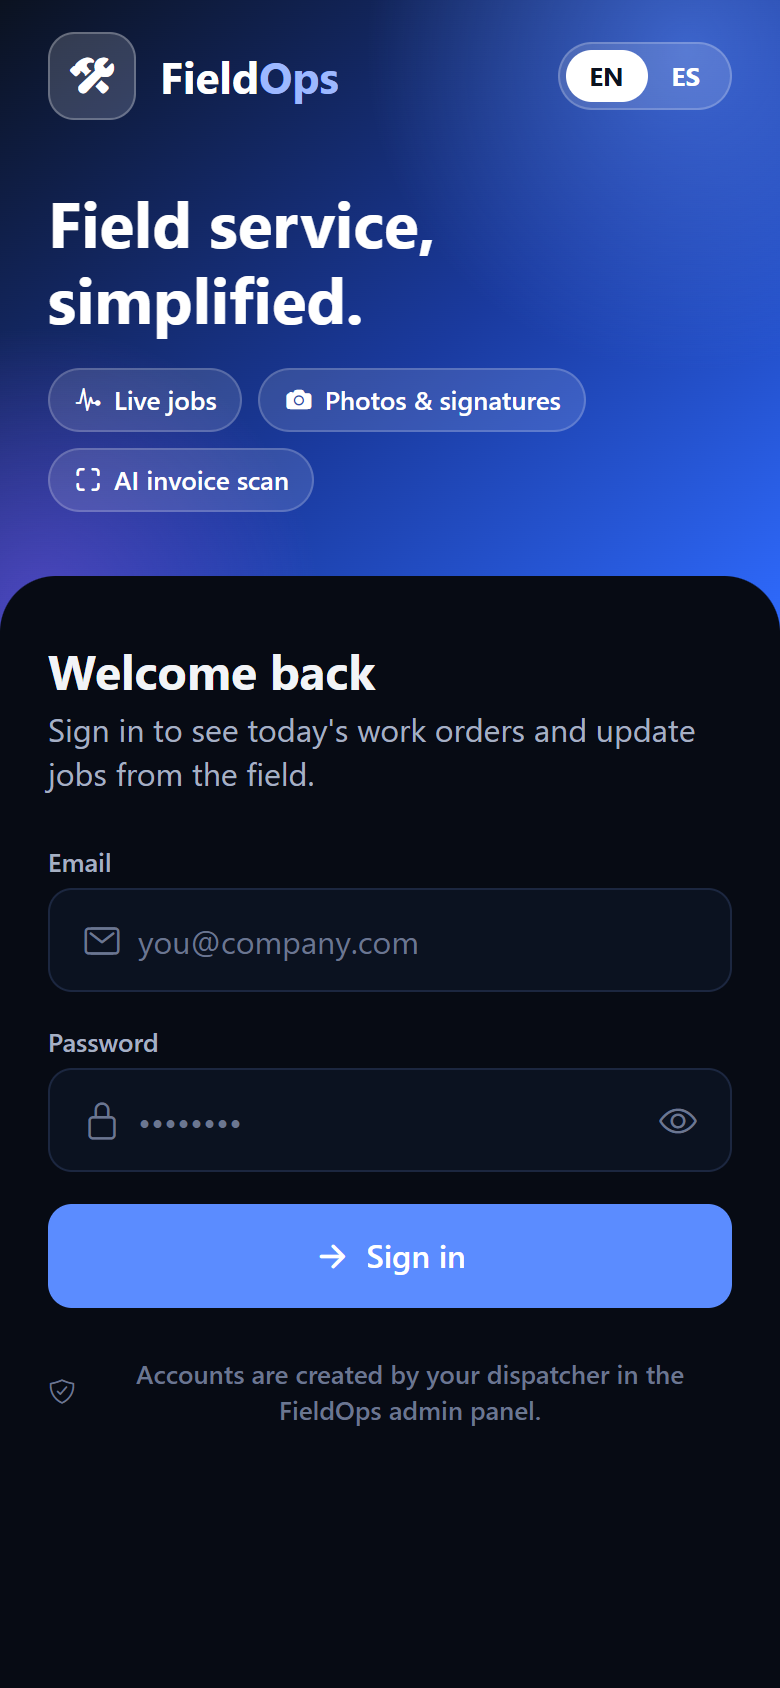 FieldOps
EN ES
Field service,
simplified.
Live jobs
Photos & signatures
AI invoice scan
Welcome back
Sign in to see today's work orders and update
jobs from the field.
Email
you@company.com
Password
••••••••
Sign in
Accounts are created by your dispatcher in the
FieldOps admin panel.